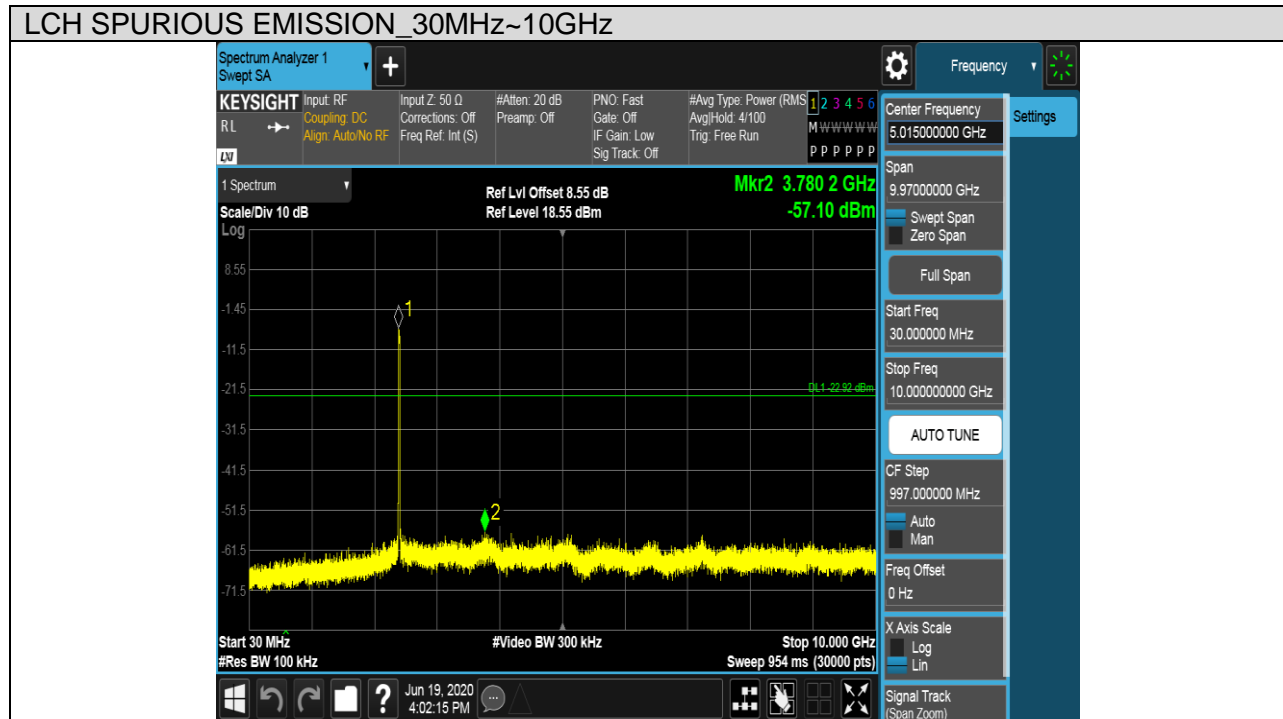 LCH SPURIOUS EMISSION_30MHz~10GHz
Spectrum Analyzer 1
Swept SA
+
Frequency
KEYSIGHT
RL
LXI
Input: RF
Coupling: DC
Align: Auto/No RF
Input Z: 50 Ω
Corrections: Off
Freq Ref: Int (S)
#Atten: 20 dB
Preamp: Off
PNO: Fast
Gate: Off
IF Gain: Low
Sig Track: Off
#Avg Type: Power (RMS
Avg|Hold: 4/100
Trig: Free Run
1 2 3 4 5 6
M W W W W W
P P P P P P
Center Frequency
5.015000000 GHz
Settings
1 Spectrum
Scale/Div 10 dB
Log
Ref Lvl Offset 8.55 dB
Ref Level 18.55 dBm
Mkr2 3.780 2 GHz
-57.10 dBm
Span
9.97000000 GHz
Swept Span
Zero Span
Full Span
Start Freq
30.000000 MHz
Stop Freq
10.000000000 GHz
AUTO TUNE
CF Step
997.000000 MHz
Auto
Man
Freq Offset
0 Hz
X Axis Scale
Log
Lin
Signal Track
(Span Zoom)
8.55
-1.45
-11.5
-21.5
-31.5
-41.5
-51.5
-61.5
-71.5
1
DL1 -22.92 dBm
2
Start 30 MHz
#Res BW 100 kHz
#Video BW 300 kHz
Stop 10.000 GHz
Sweep 954 ms (30000 pts)
?
Jun 19, 2020
4:02:15 PM